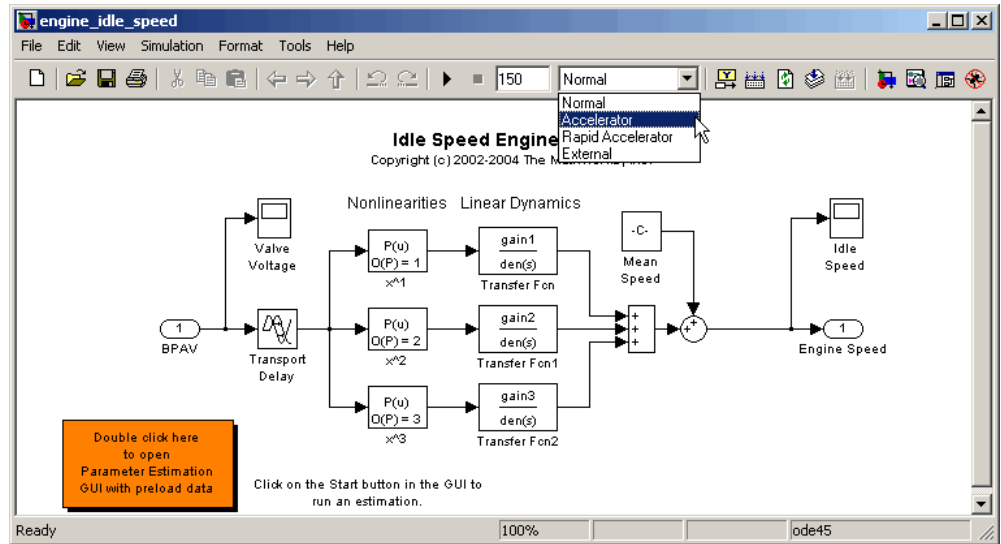 engine_idle_speed
File Edit View Simulation Format Tools Help
150 Normal
Normal
Accelerator
Rapid Accelerator
External
Idle Speed Engine
Copyright (c) 2002-2004 The
Nonlinearities Linear Dynamics
Valve
Voltage
P(u)
O(P) = 1
x^1
gain1
den(s)
Transfer Fcn
-C-
Mean
Speed
Idle
Speed
1
BPAV
Transport
Delay
P(u)
O(P) = 2
x^2
gain2
den(s)
Transfer Fcn1
+
+
+
+
+
1
Engine Speed
P(u)
O(P) = 3
x^3
gain3
den(s)
Transfer Fcn2
Double click here
to open
Parameter Estimation
GUI with preload data
Click on the Start button in the GUI to
run an estimation.
Ready 100% ode45